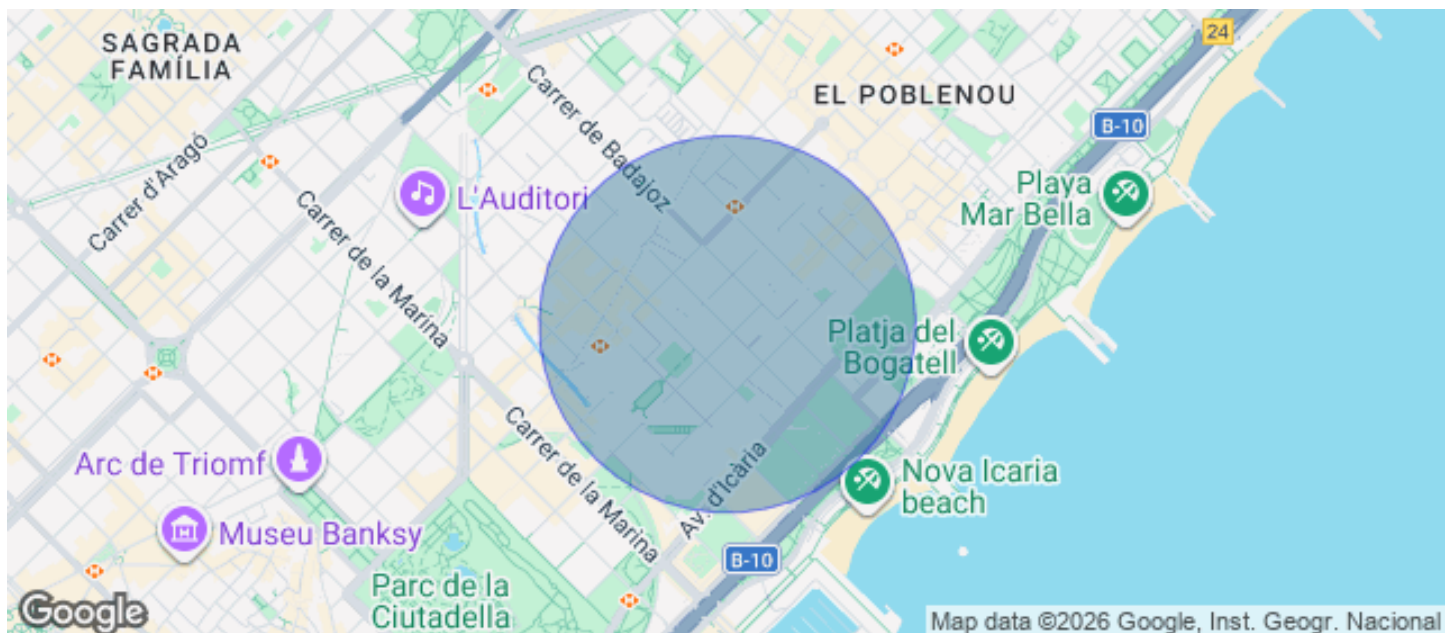 SAGRADA
FAMÍLIA
24
EL POBLENOU
B-10
Carrer de Badajoz
Carrer d'Aragó
L'Auditori
Playa
Mar Bella
Carrer de la Marina
Platja del
Bogatell
Carrer de la Marina
Av. d'Icària
Arc de Triomf
Nova Icaria
beach
Museu Banksy
B-10
Parc de la
Ciutadella
Google
Map data ©2026 Google, Inst. Geogr. Nacional